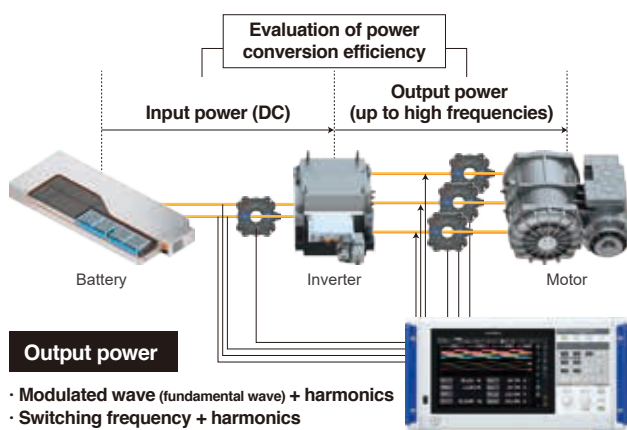 Evaluation of power
conversion efficiency
Input power (DC)
Output power
(up to high frequencies)
Battery
Inverter
Motor
Output power
· Modulated wave (fundamental wave) + harmonics
· Switching frequency + harmonics